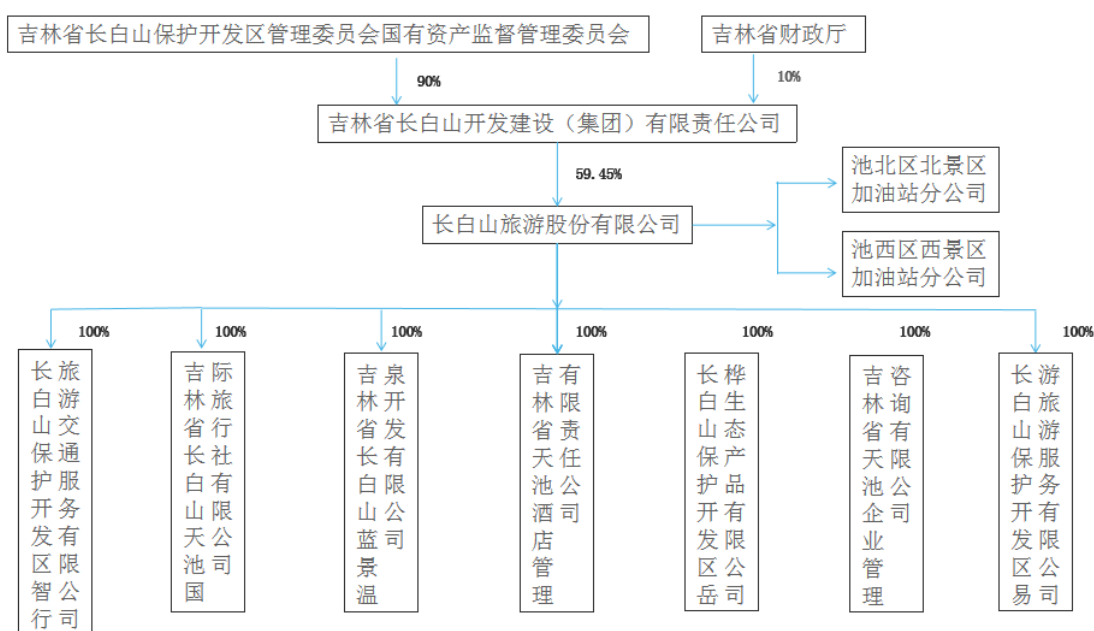 吉林省长白山保护开发区管理委员会国有资产监督管理委员会
吉林省财政厅
90%
10%
吉林省长白山开发建设（集团）有限责任公司
59.45%
池北区北景区
加油站分公司
长白山旅游股份有限公司
池西区西景区
加油站分公司
100%
100%
100%
100%
100%
100%
100%
长白山保护开发区智行
旅游交通服务有限公司
吉林省长白山天池国
际旅行社有限公司
吉林省长白山蓝景温
泉开发有限公司
吉林省天池酒店管理
有限责任公司
长白山保护开发区岳
桦生态产品有限公司
吉林省天池企业管理
咨询有限公司
长白山保护开发区易
游旅游服务有限公司